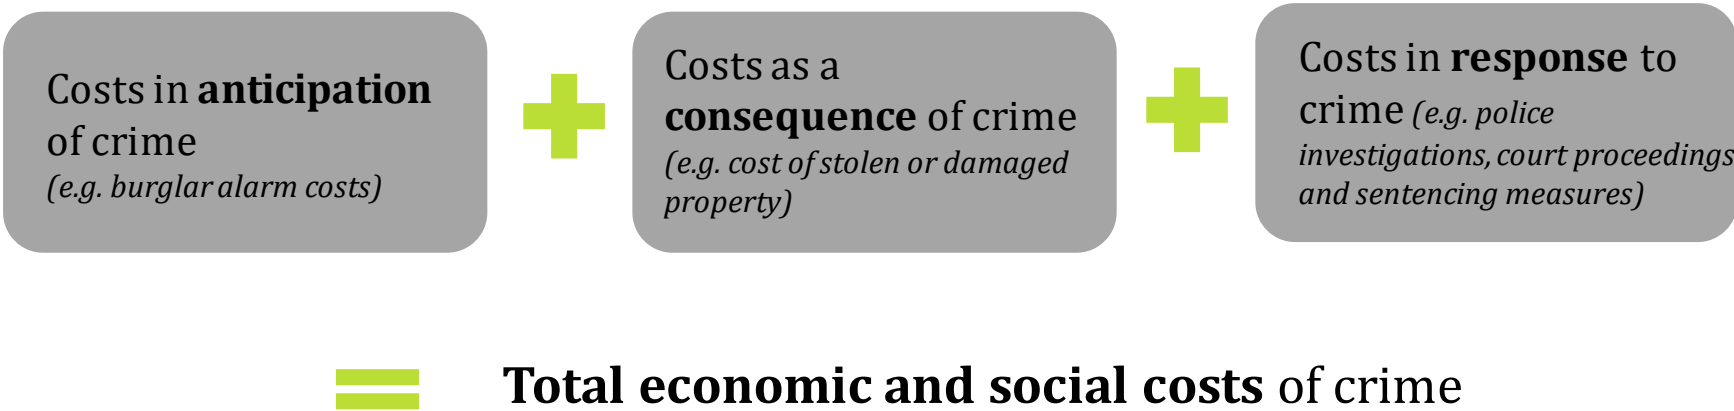 Costs in anticipation
of crime
(e.g. burglar alarm costs)
Costs as a
consequence of crime
(e.g. cost of stolen or damaged
property)
Costs in response to
crime (e.g. police
investigations, court proceedings
and sentencing measures)
Total economic and social costs of crime